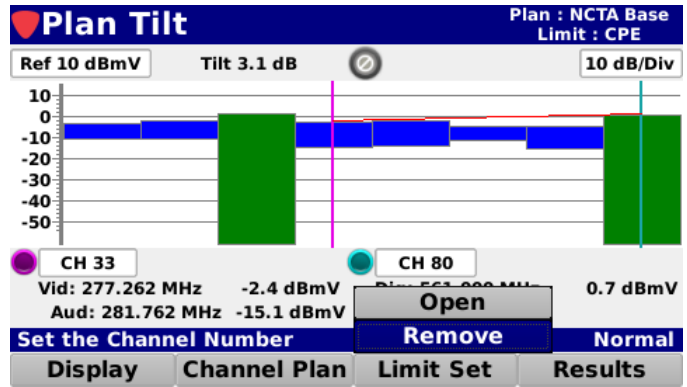 Plan Tilt
Plan : NCTA Base
Limit : CPE
Ref 10 dBmV
Tilt 3.1 dB
10 dB/Div
10
0
-10
-20
-30
-40
-50
CH 33
CH 80
Vid: 277.262 MHz -2.4 dBmV
0.7 dBmV
Aud: 281.762 MHz -15.1 dBmV
Open
Remove
Set the Channel Number
Normal
Display
Channel Plan
Limit Set
Results